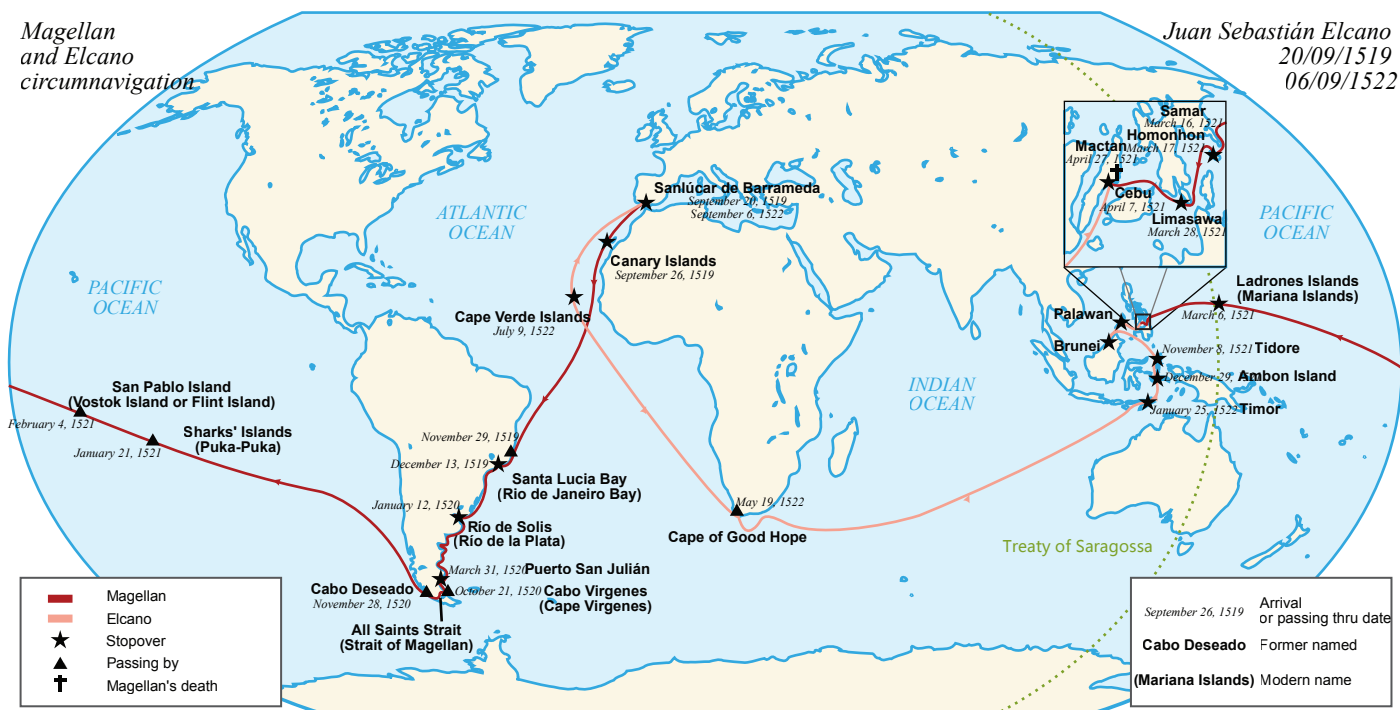 Magellan
and Elcano
circumnavigation
Juan Sebastián Elcano
20/09/1519
06/09/1522
Samar
March 16, 1521
Homonhon
March 17, 1521
Mactan
April 27, 1521
Cebu
April 7, 1521
Limasawa
March 28, 1521
Sanlúcar de Barrameda
September 20, 1519
September 6, 1522
ATLANTIC
OCEAN
PACIFIC
OCEAN
Canary Islands
September 26, 1519
PACIFIC
OCEAN
Ladrones Islands
(Mariana Islands)
March 6, 1521
Cape Verde Islands
July 9, 1522
Palawan
Brunei
November 8, 1521 Tidore
December 29, Ambon Island
January 25, 1522 Timor
INDIAN
OCEAN
San Pablo Island
(Vostok Island or Flint Island)
February 4, 1521
Sharks' Islands
(Puka-Puka)
January 21, 1521
November 29, 1519
December 13, 1519
Santa Lucia Bay
(Rio de Janeiro Bay)
January 12, 1520
Río de Solis
(Río de la Plata)
May 19, 1522
Cape of Good Hope
Treaty of Saragossa
March 31, 1520 Puerto San Julián
Cabo Deseado
November 28, 1520
October 21, 1520 Cabo Virgenes
(Cape Virgenes)
All Saints Strait
(Strait of Magellan)
Magellan
Elcano
Stopover
Passing by
Magellan's death
September 26, 1519 Arrival
or passing thru date
Cabo Deseado Former named
(Mariana Islands) Modern name